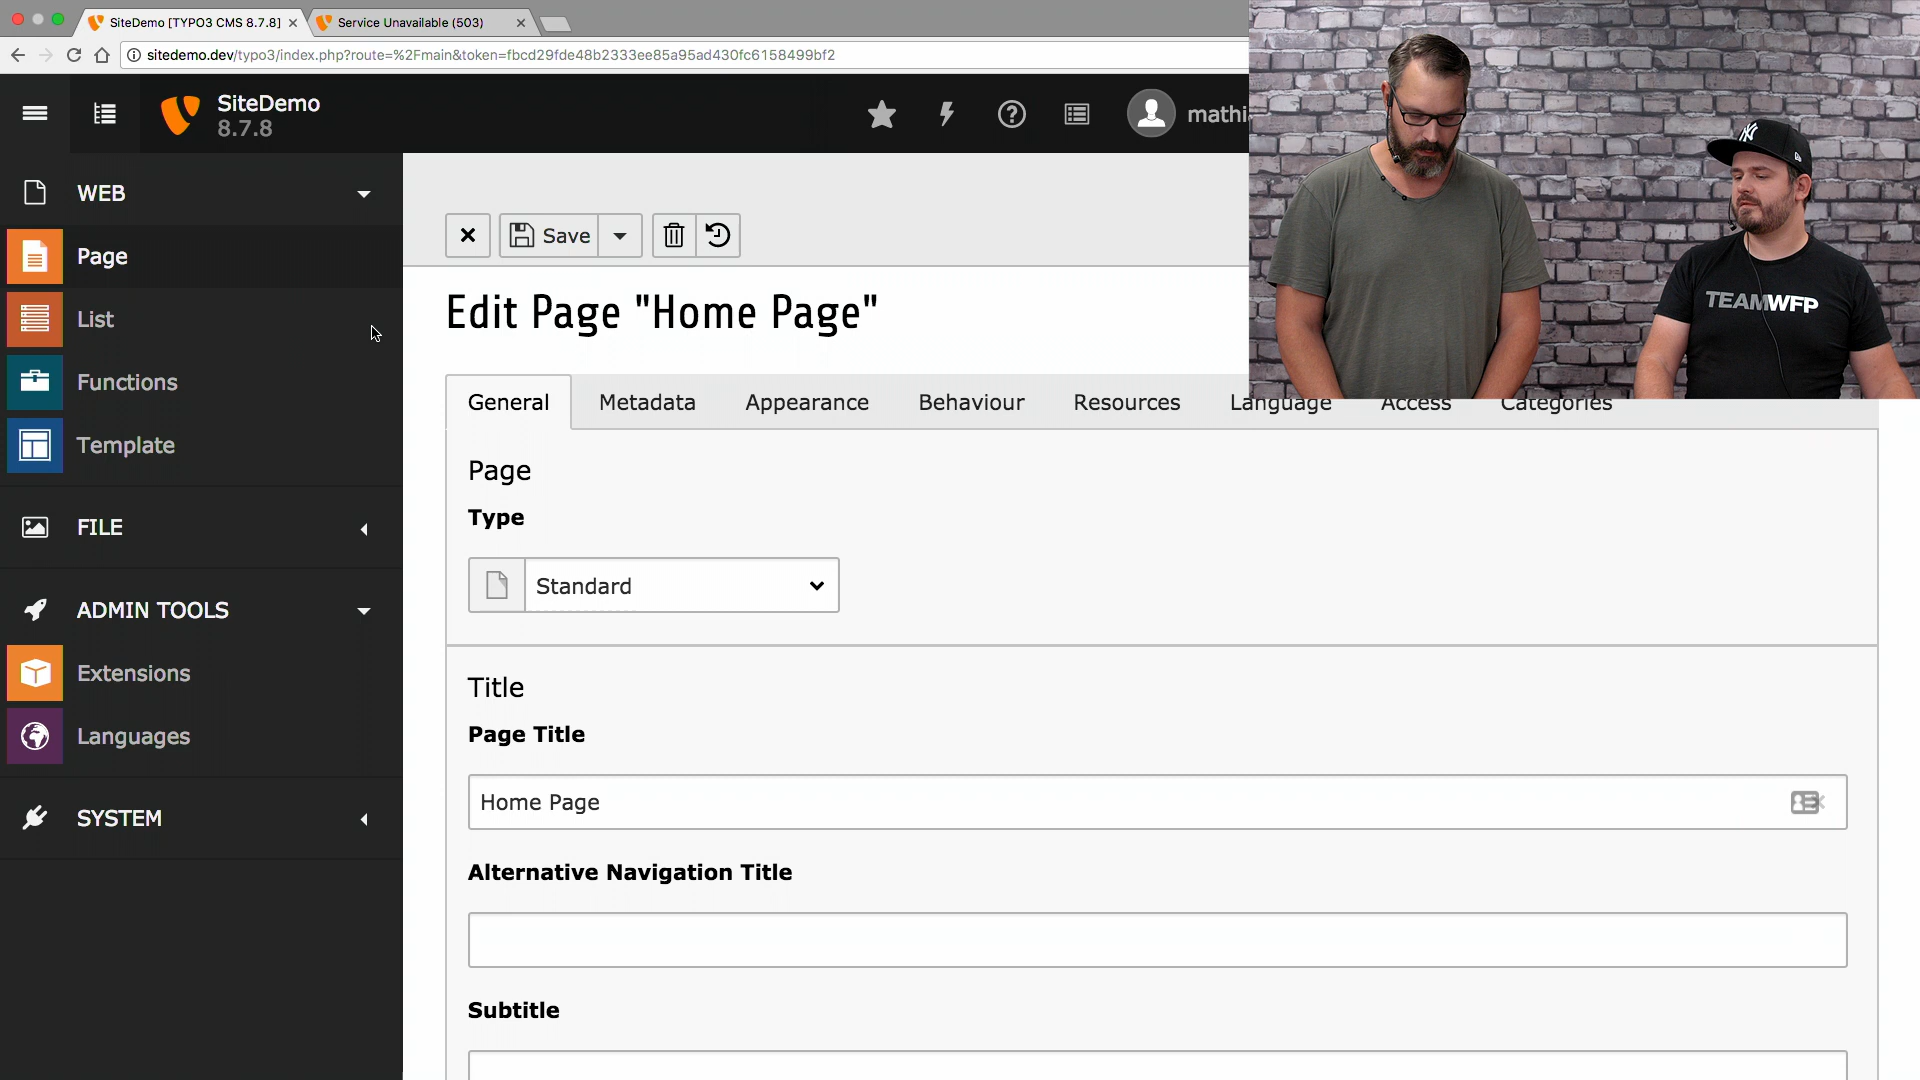 SiteDemo [TYPO3 CMS 8.7.8]
Service Unavailable (503)
sitedemo.dev/typo3/index.php?route=%2Fmain&token=fbcd29fde48b2333ee85a95ad430fc6158499bf2
SiteDemo
8.7.8
mathi
WEB
Page
List
Functions
Template
FILE
ADMIN TOOLS
Extensions
Languages
SYSTEM
Save
Edit Page "Home Page"
General Metadata Appearance Behaviour Resources Language Access Categories
Page
Type
Standard
Title
Page Title
Home Page
Alternative Navigation Title
Subtitle
NY
TEAMWFP